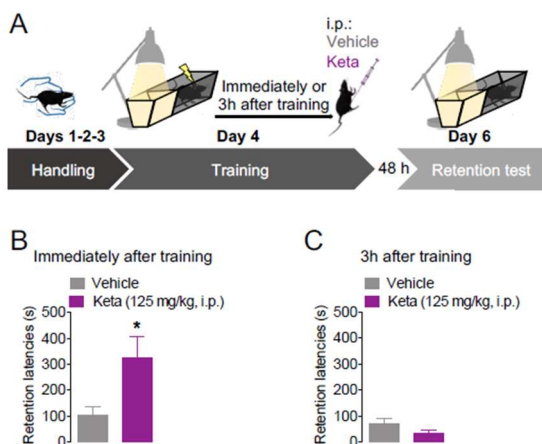 A
i.p.:
Vehicle
Keta
Immediately or
3h after training
Days 1-2-3
Day 4
Day 6
Handling
Training
48 h
Retention test
B
Immediately after training
Vehicle
Keta (125 mg/kg, i.p.)
Retention latencies (s)
500
400
300
200
100
0
*
C
3h after training
Vehicle
Keta (125 mg/kg, i.p.)
Retention latencies (s)
500
400
300
200
100
0